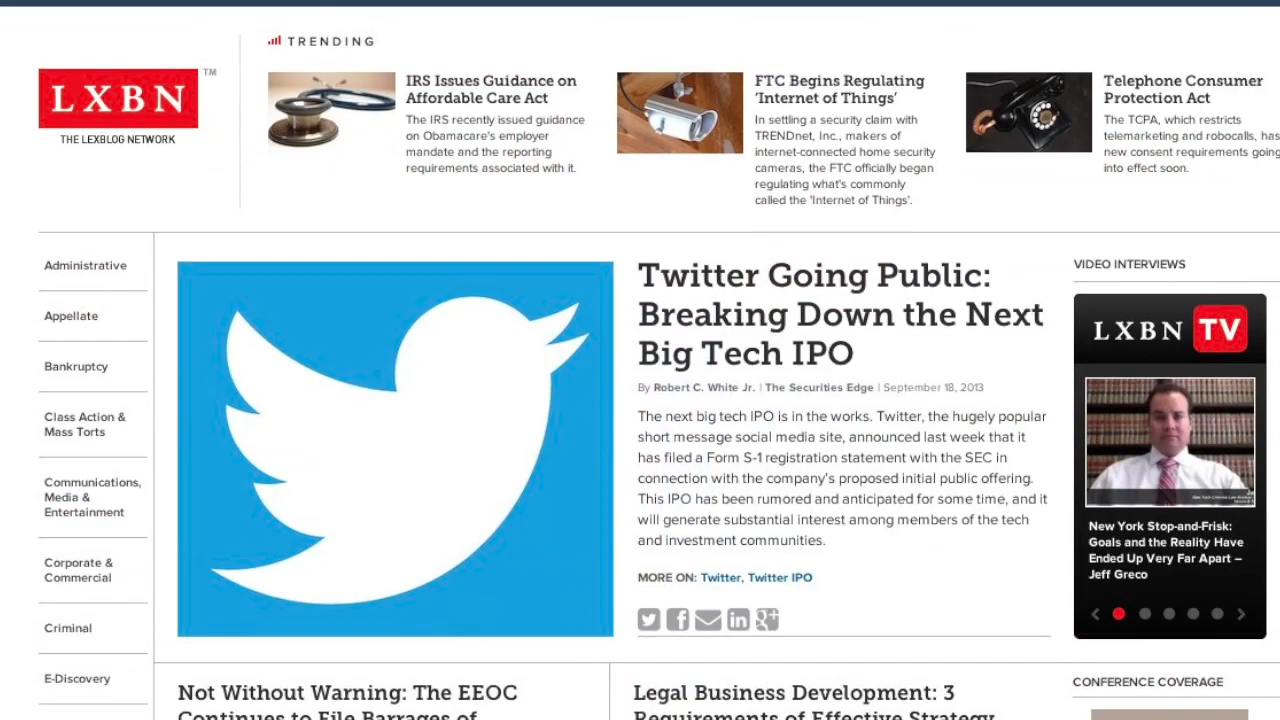 TRENDING
LXBN
TM
THE LEXBLOG NETWORK
IRS Issues Guidance on
Affordable Care Act
The IRS recently issued guidance
on Obamacare's employer
mandate and the reporting
requirements associated with it.
FTC Begins Regulating
'Internet of Things'
In settling a security claim with
TRENDnet, Inc., makers of
internet-connected home security
cameras, the FTC officially began
regulating what's commonly
called the 'Internet of Things'.
Telephone Consumer
Protection Act
The TCPA, which restricts
telemarketing and robocalls, has
new consent requirements going
into effect soon.
Administrative
Appellate
Bankruptcy
Class Action &
Mass Torts
Communications,
Media &
Entertainment
Corporate &
Commercial
Criminal
E-Discovery
Twitter Going Public:
Breaking Down the Next
Big Tech IPO
By Robert C. White Jr. | The Securities Edge | September 18, 2013
The next big tech IPO is in the works. Twitter, the hugely popular
short message social media site, announced last week that it
has filed a Form S-1 registration statement with the SEC in
connection with the company's proposed initial public offering.
This IPO has been rumored and anticipated for some time, and it
will generate substantial interest among members of the tech
and investment communities.
MORE ON: Twitter, Twitter IPO
VIDEO INTERVIEWS
LXBN TV
New York Stop-and-Frisk:
Goals and the Reality Have
Ended Up Very Far Apart –
Jeff Greco
Not Without Warning: The EEOC
Continues to File Barrages of
Legal Business Development: 3
Requirements of Effective Strategy
CONFERENCE COVERAGE